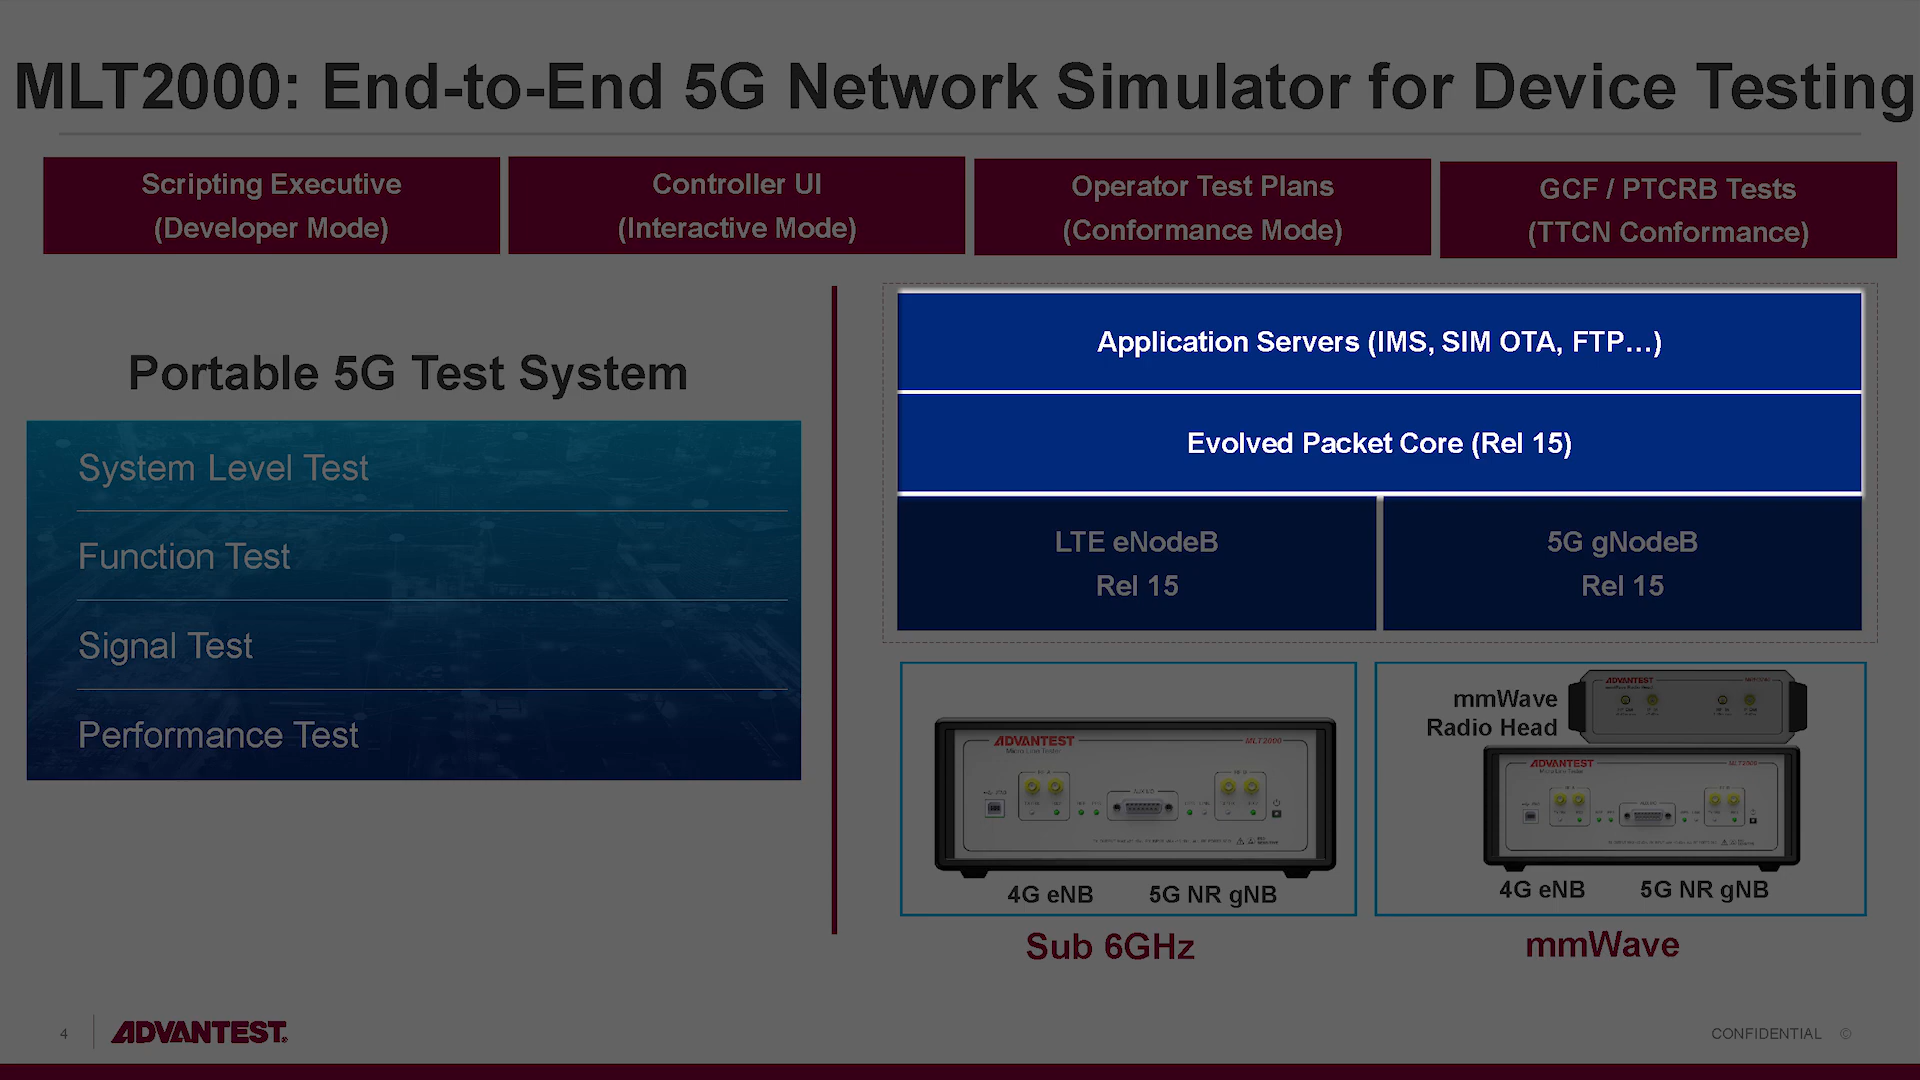 MLT2000: End-to-End 5G Network Simulator for Device Testing
Scripting Executive
(Developer Mode)
Controller UI
(Interactive Mode)
Operator Test Plans
(Conformance Mode)
GCF / PTCRB Tests
(TTCN Conformance)
Portable 5G Test System
System Level Test
Function Test
Signal Test
Performance Test
Application Servers (IMS, SIM OTA, FTP…)
Evolved Packet Core (Rel 15)
LTE eNodeB
Rel 15
5G gNodeB
Rel 15
ADVANTEST
MLT2000
AUX I/O
4G eNB 5G NR gNB
Sub 6GHz
mmWave
Radio Head
ADVANTEST
ADVANTEST
MLT2000
4G eNB 5G NR gNB
mmWave
4
ADVANTEST
CONFIDENTIAL ©